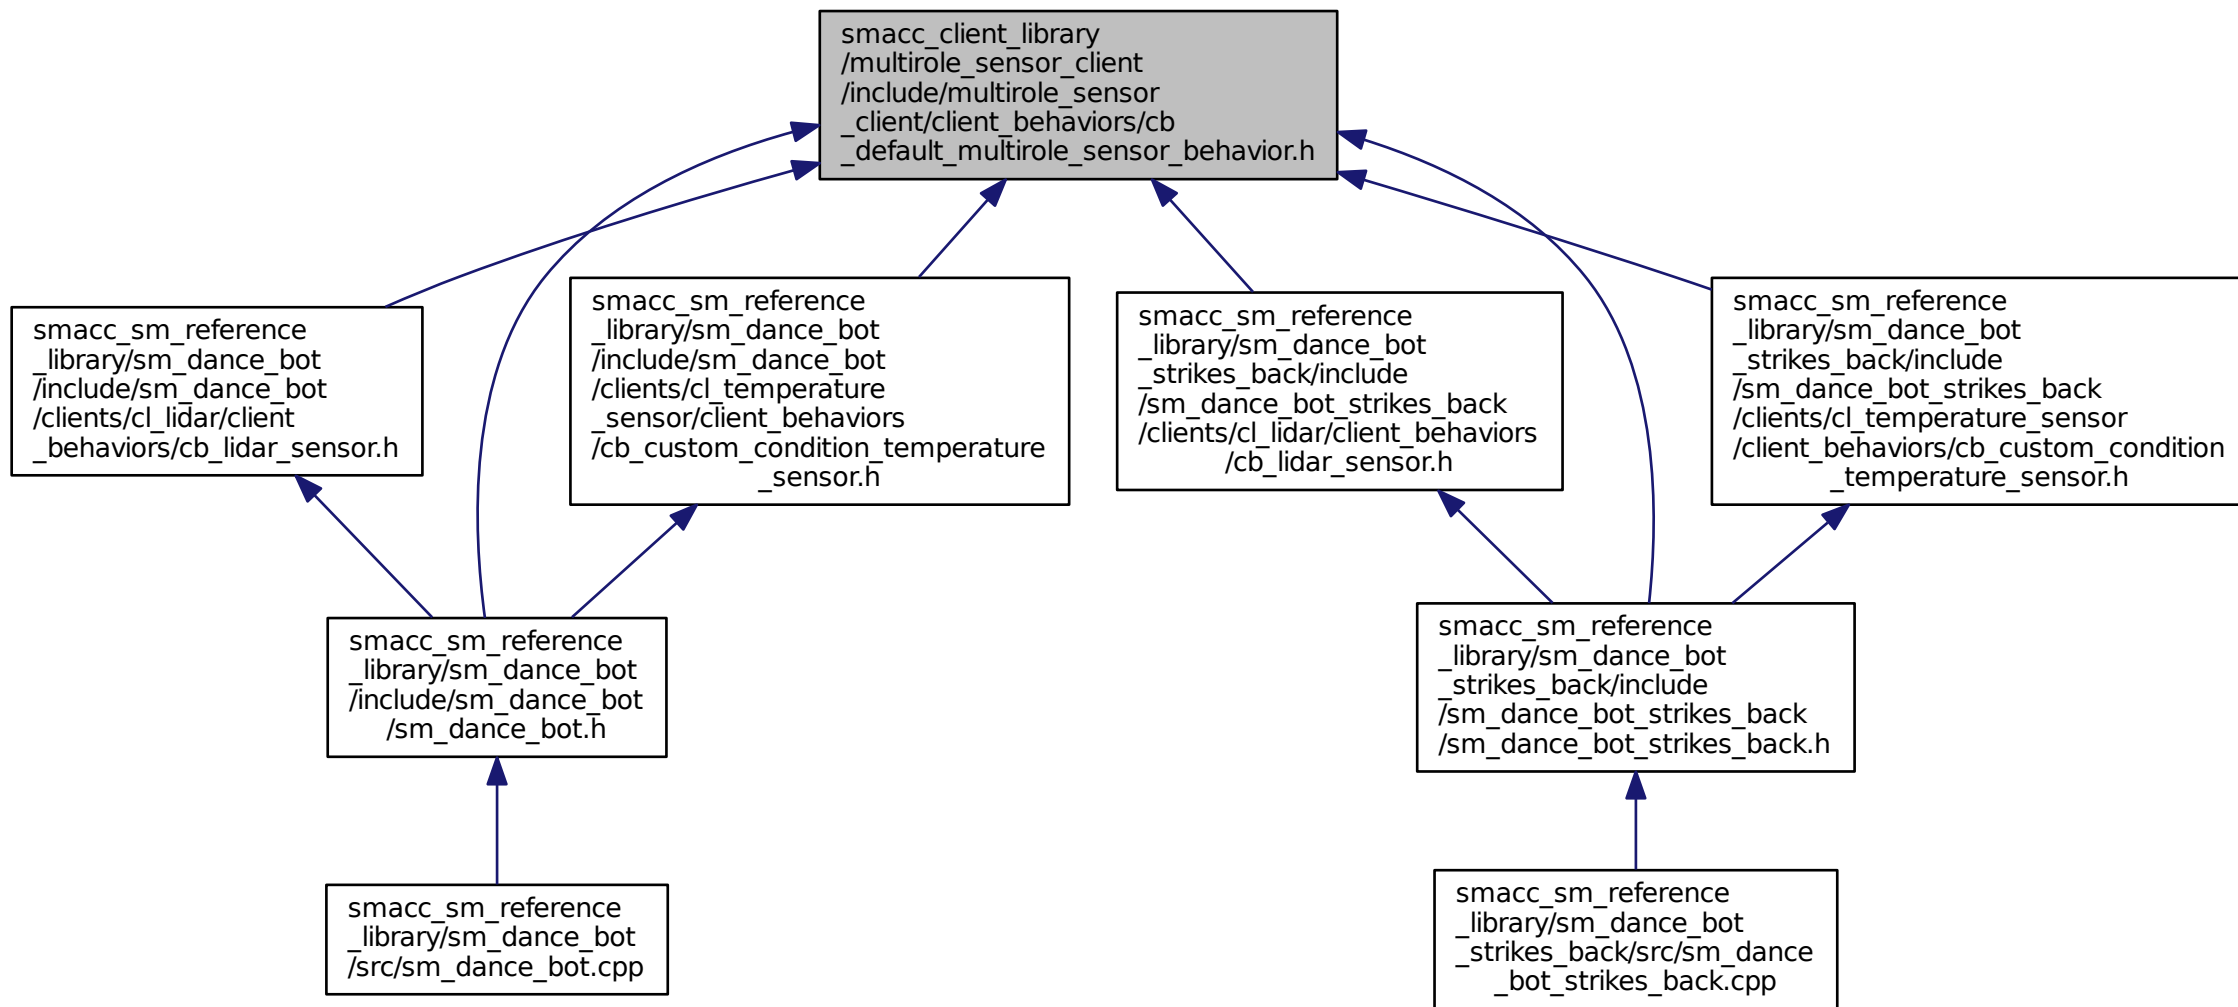 smacc_client_library
/multirole_sensor_client
/include/multirole_sensor
_client/client_behaviors/cb
_default_multirole_sensor_behavior.h
smacc_sm_reference
_library/sm_dance_bot
/include/sm_dance_bot
/clients/cl_lidar/client
_behaviors/cb_lidar_sensor.h
smacc_sm_reference
_library/sm_dance_bot
/include/sm_dance_bot
/clients/cl_temperature
_sensor/client_behaviors
/cb_custom_condition_temperature
_sensor.h
smacc_sm_reference
_library/sm_dance_bot
_strikes_back/include
/sm_dance_bot_strikes_back
/clients/cl_lidar/client_behaviors
/cb_lidar_sensor.h
smacc_sm_reference
_library/sm_dance_bot
_strikes_back/include
/sm_dance_bot_strikes_back
/clients/cl_temperature_sensor
/client_behaviors/cb_custom_condition
_temperature_sensor.h
smacc_sm_reference
_library/sm_dance_bot
/include/sm_dance_bot
/sm_dance_bot.h
smacc_sm_reference
_library/sm_dance_bot
_strikes_back/include
/sm_dance_bot_strikes_back
/sm_dance_bot_strikes_back.h
smacc_sm_reference
_library/sm_dance_bot
/src/sm_dance_bot.cpp
smacc_sm_reference
_library/sm_dance_bot
_strikes_back/src/sm_dance
_bot_strikes_back.cpp